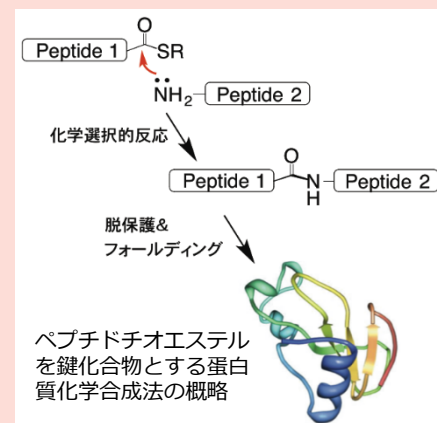 O
Peptide 1 SR
NH2 Peptide 2
化学選択的反応
O
Peptide 1 N Peptide 2
H
脱保護&
フォールディング
ペプチドチオエステル
を鍵化合物とする蛋白
質化学合成法の概略